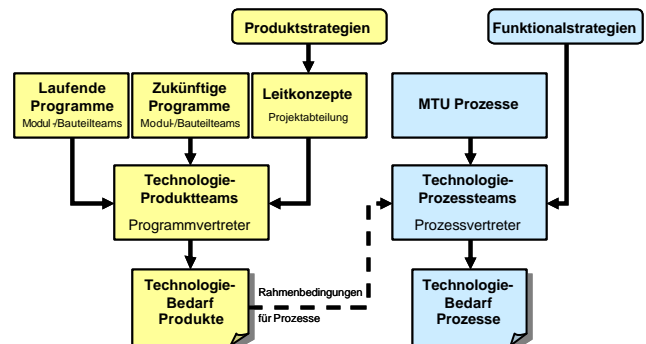 Produktstrategien
Funktionalstrategien
Laufende
Programme
Modul-/Bauteilteams
Zukünftige
Programme
Modul-/Bauteilteams
Leitkonzepte
Projektabteilung
MTU Prozesse
Technologie-
Produktteams
Programmvertreter
Technologie-
Prozessteams
Prozessvertreter
Technologie-
Bedarf
Produkte
Rahmenbedingungen
für Prozesse
Technologie-
Bedarf
Prozesse